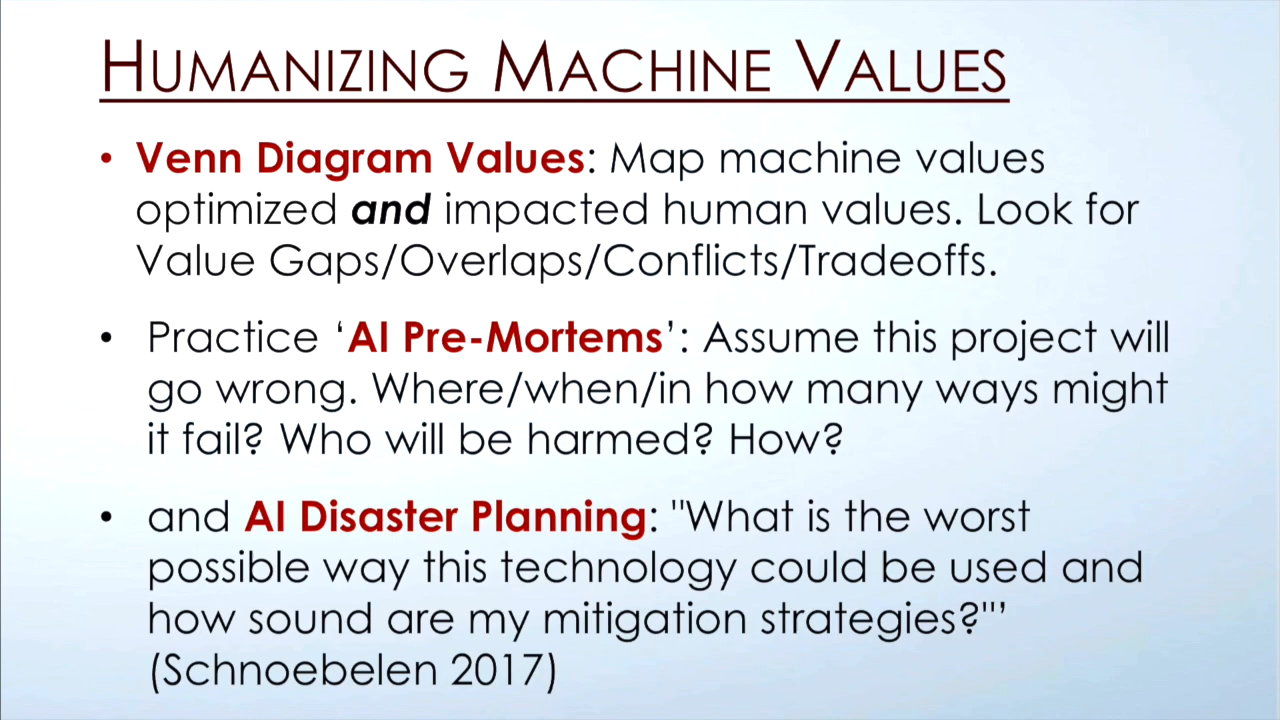 HUMANIZING MACHINE VALUES
• Venn Diagram Values: Map machine values
optimized and impacted human values. Look for
Value Gaps/Overlaps/Conflicts/Tradeoffs.
• Practice ‘AI Pre-Mortems’: Assume this project will
go wrong. Where/when/in how many ways might
it fail? Who will be harmed? How?
• and AI Disaster Planning: "What is the worst
possible way this technology could be used and
how sound are my mitigation strategies?"’
(Schnoebelen 2017)